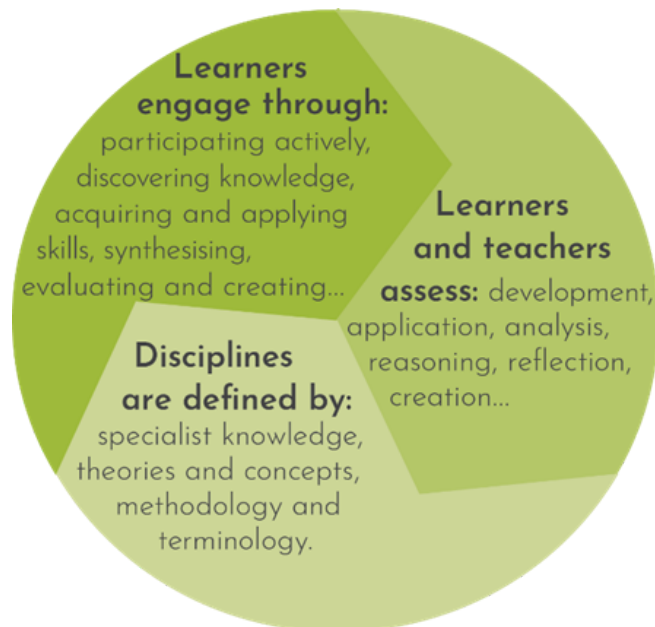 Learners
engage through:
participating actively,
discovering knowledge,
acquiring and applying
skills, synthesising,
evaluating and creating...
Learners
and teachers
assess: development,
application, analysis,
reasoning, reflection,
creation...
Disciplines
are defined by:
specialist knowledge,
theories and concepts,
methodology and
terminology.